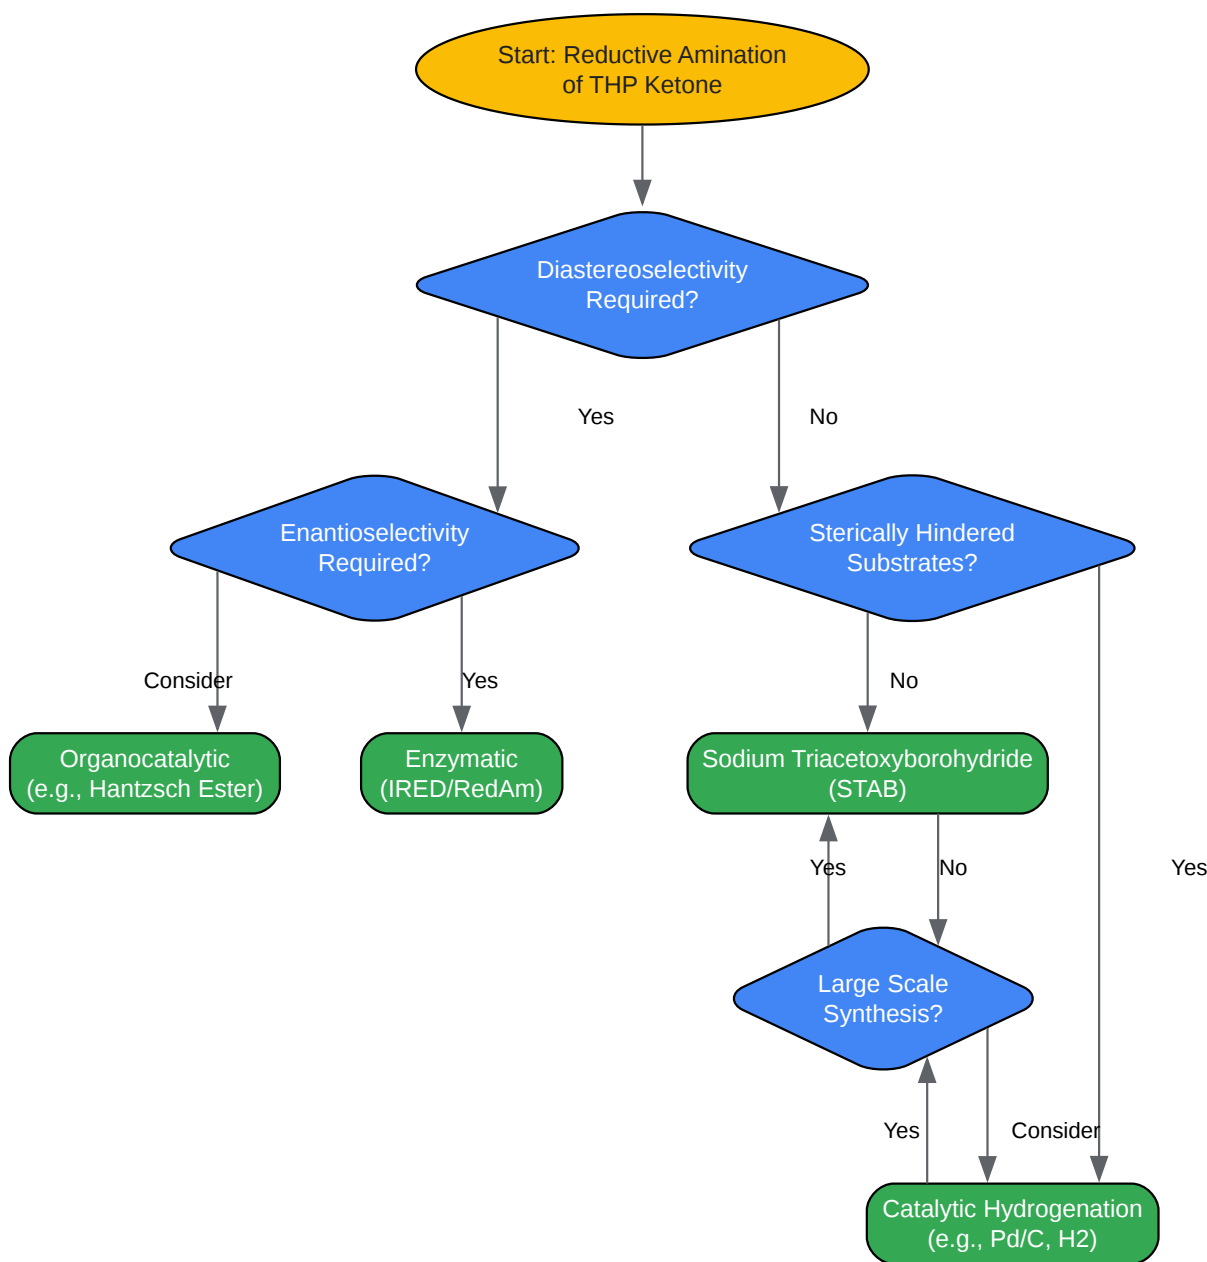 Start: Reductive Amination
of THP Ketone
Diastereoselectivity
Required?
Yes
No
Enantioselectivity
Required?
Sterically Hindered
Substrates?
Consider
Yes
No
Organocatalytic
(e.g., Hantzsch Ester)
Enzymatic
(IRED/RedAm)
Sodium Triacetoxyborohydride
(STAB)
Yes
No
Yes
Large Scale
Synthesis?
Yes
Consider
Catalytic Hydrogenation
(e.g., Pd/C, H2)